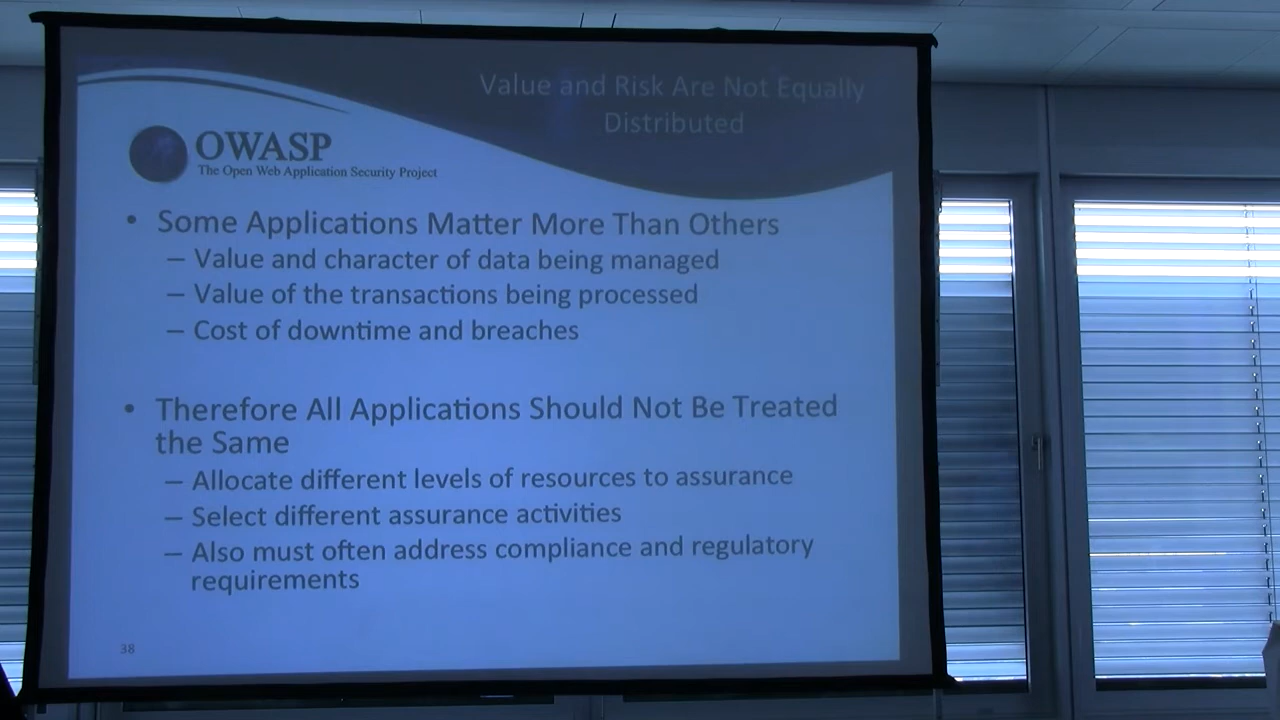 Value and Risk Are Not Equally
Distributed
OWASP
The Open Web Application Security Project
• Some Applications Matter More Than Others
– Value and character of data being managed
– Value of the transactions being processed
– Cost of downtime and breaches
• Therefore All Applications Should Not Be Treated
the Same
– Allocate different levels of resources to assurance
– Select different assurance activities
– Also must often address compliance and regulatory
requirements
38